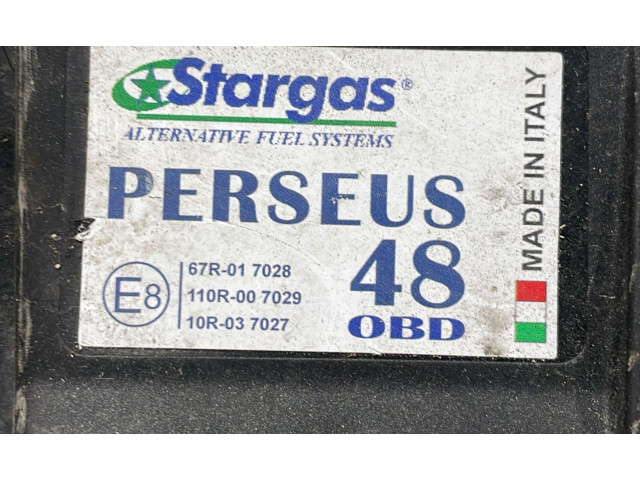 Stargas®
ALTERNATIVE FUEL SYSTEMS
PERSEUS
48
OBD
E8
67R-01 7028
110R-00 7029
10R-03 7027
MADE IN ITALY